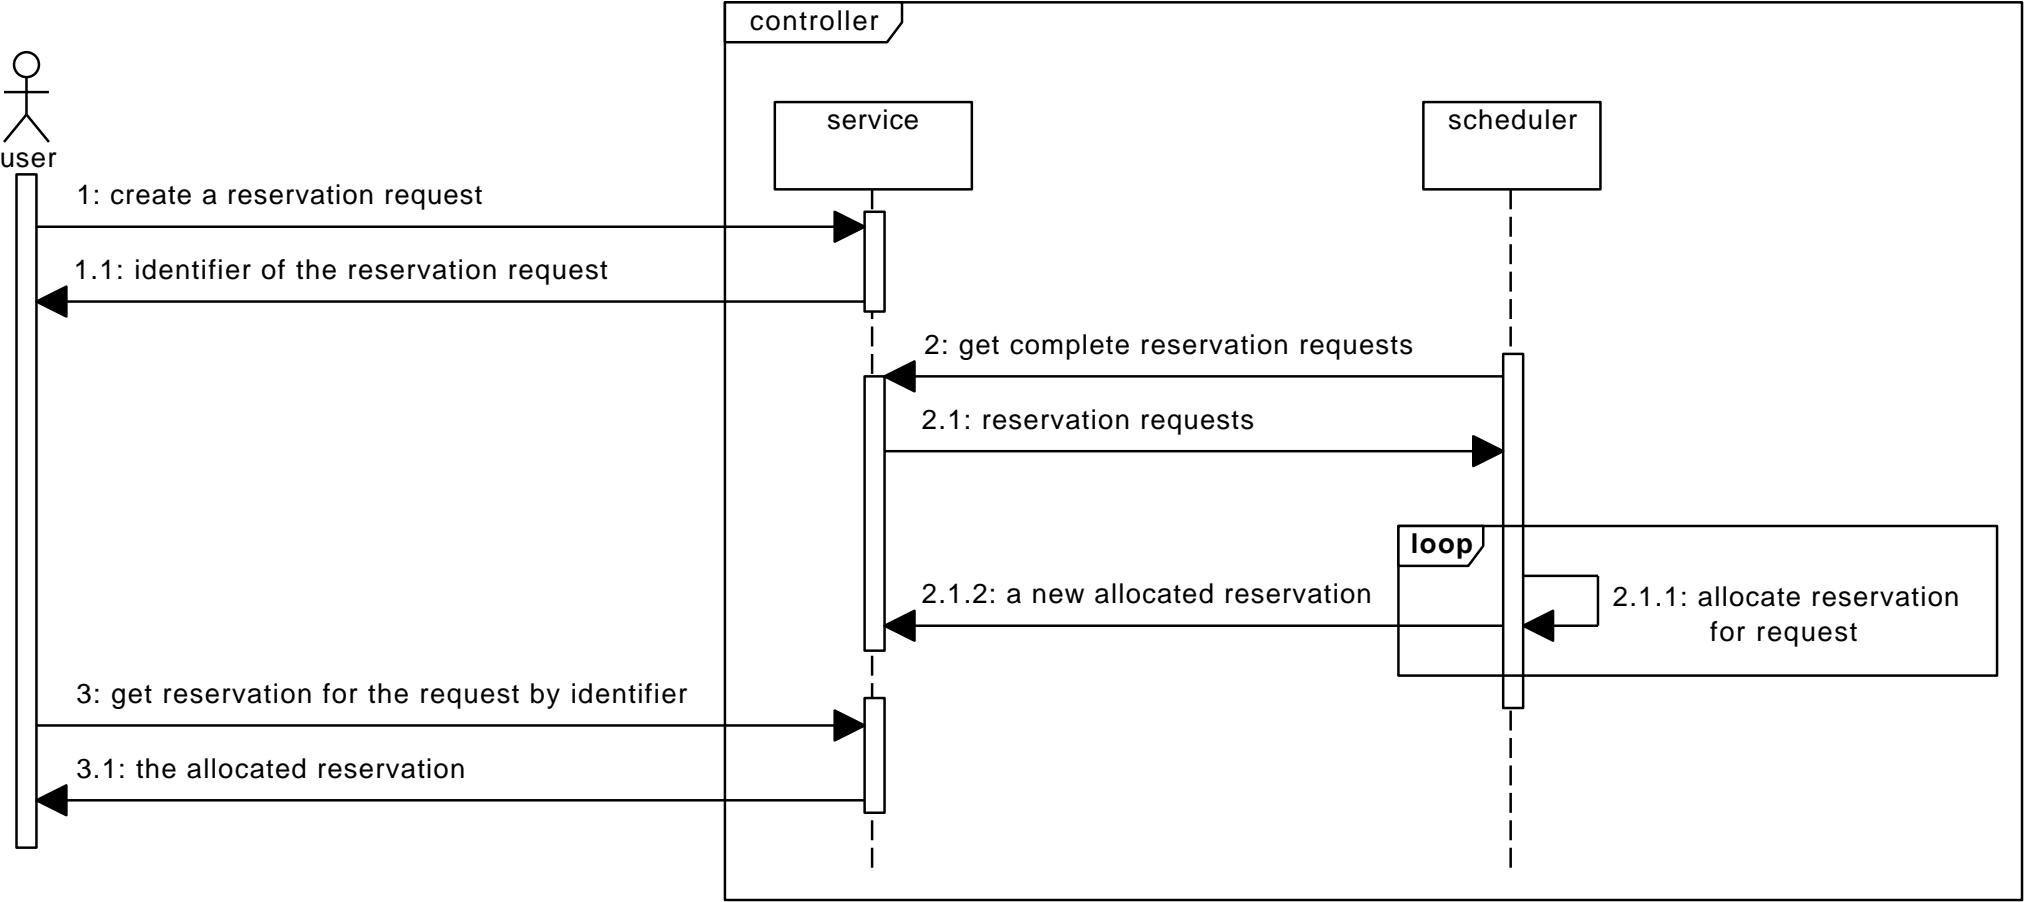 controller
service
scheduler
user
1: create a reservation request
1.1: identifier of the reservation request
2: get complete reservation requests
2.1: reservation requests
loop
2.1.2: a new allocated reservation
2.1.1: allocate reservation
for request
3: get reservation for the request by identifier
3.1: the allocated reservation